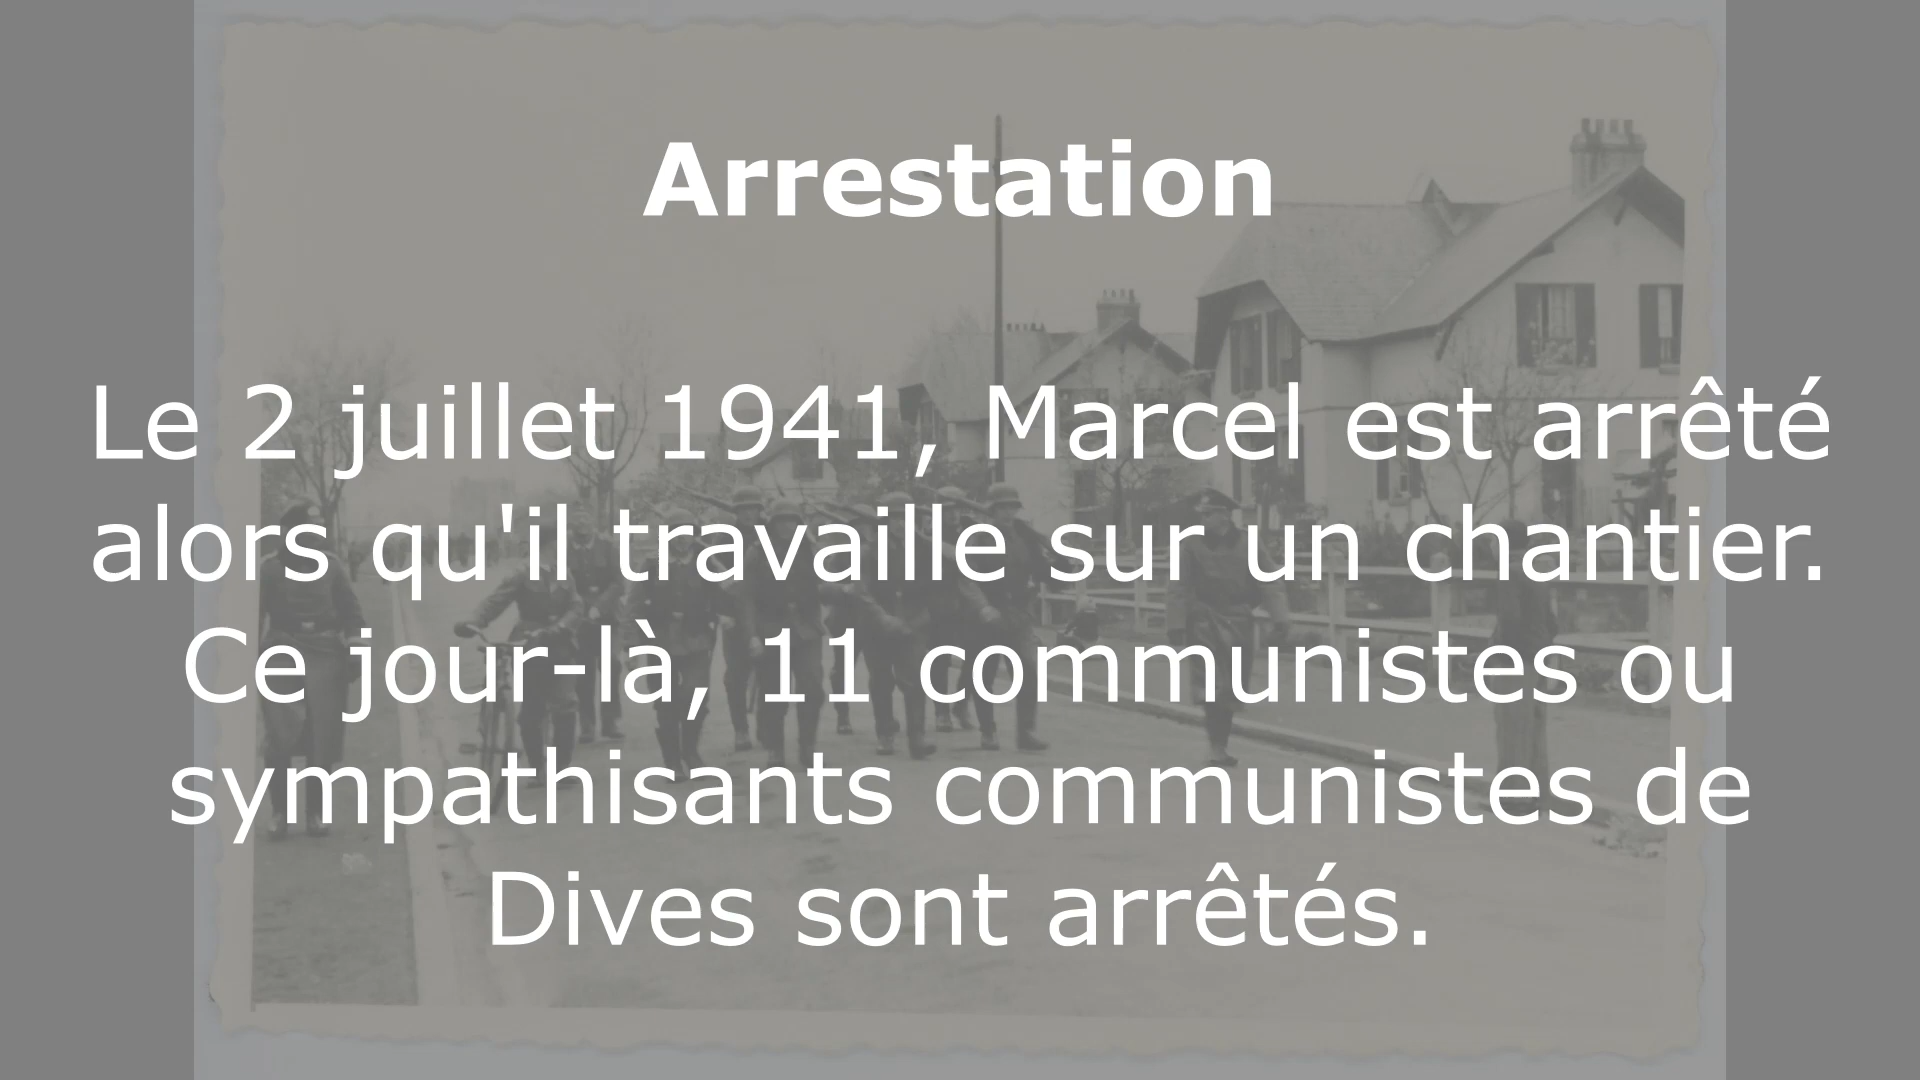 Arrestation
Le 2 juillet 1941, Marcel est arrêté
alors qu'il travaille sur un chantier.
Ce jour-là, 11 communistes ou
sympathisants communistes de
Dives sont arrêtés.